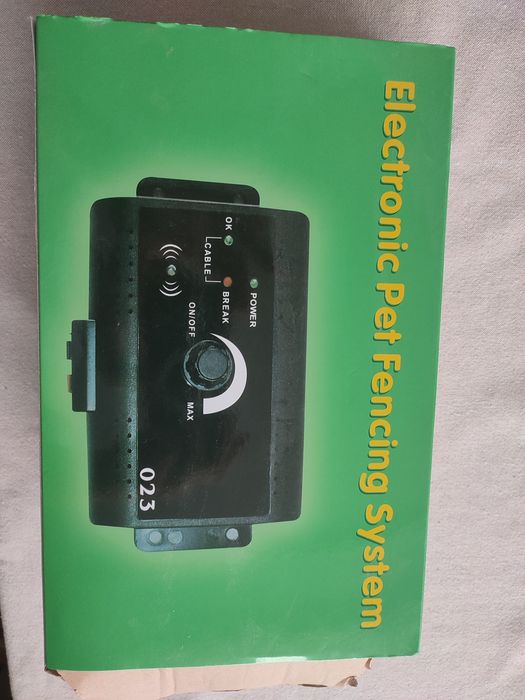 Electronic Pet Fencing System
POWER
OK
BREAK
CABLE
ON/OFF
MAX
023